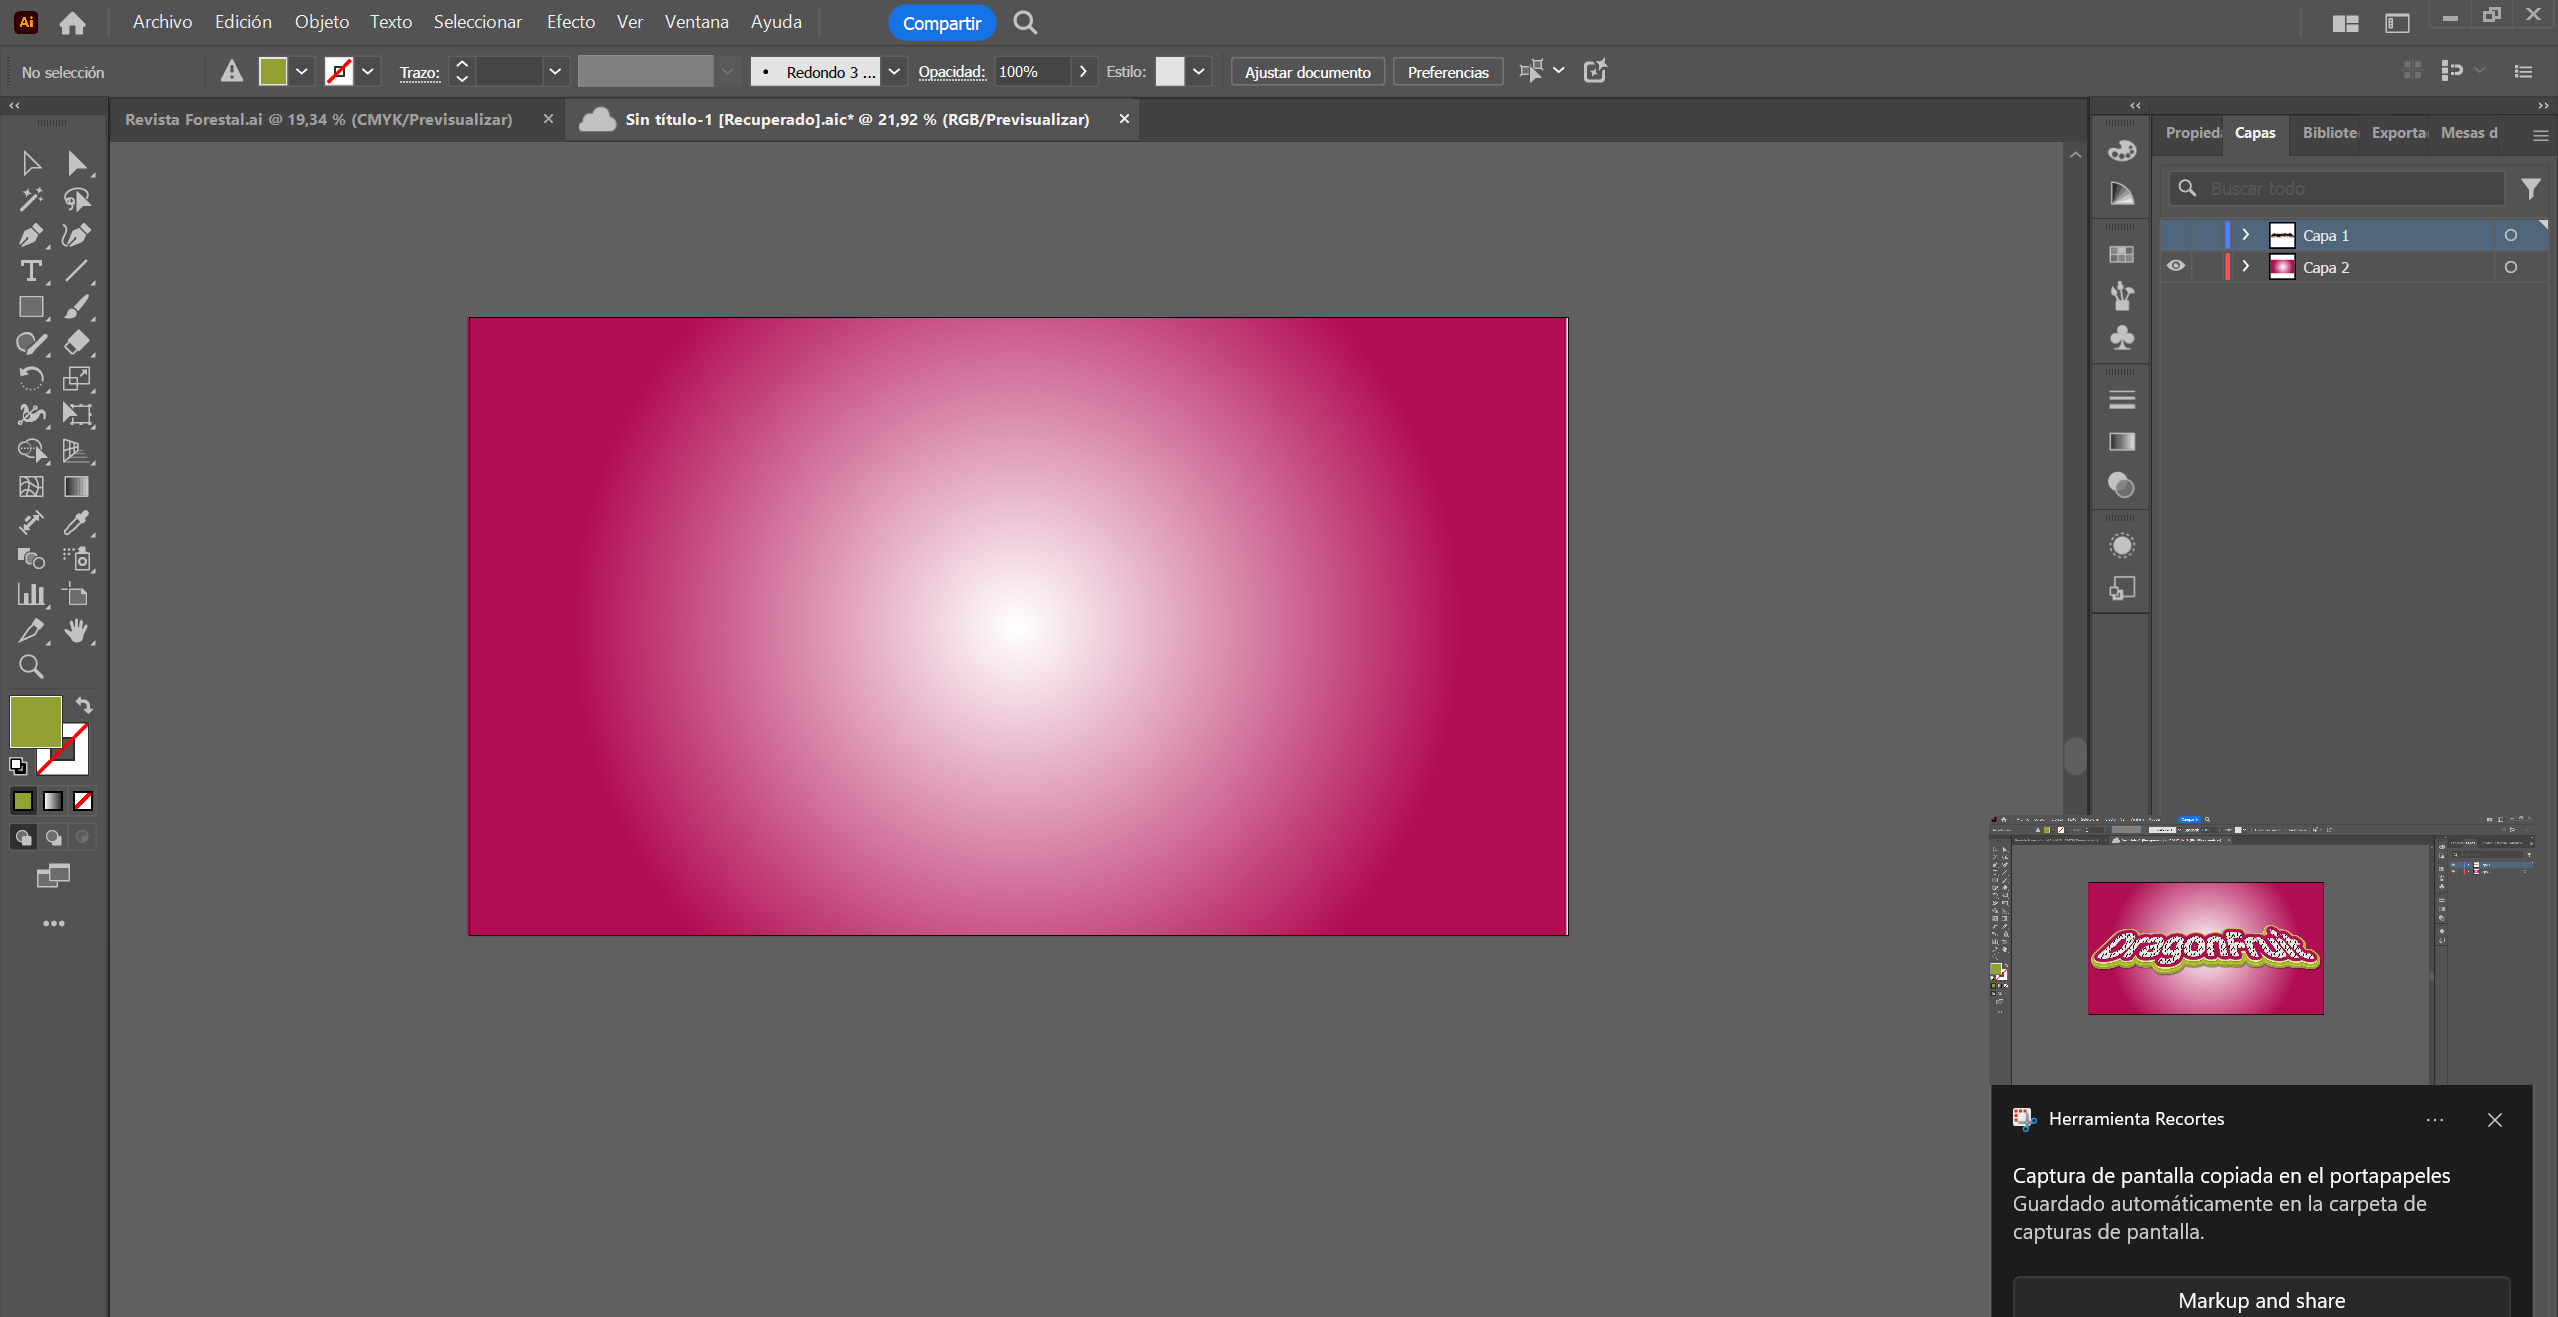 Ai Archivo Edición Objeto Texto Seleccionar Efecto Ver Ventana Ayuda Compartir
No selección Trazo: Redondo 3 ... Opacidad: 100% Estilo: Ajustar documento Preferencias
Revista Forestal.ai @ 19,34 % (CMYK/Previsualizar) Sin título-1 [Recuperado].aic* @ 21,92 % (RGB/Previsualizar)
Propied Capas Bibliote Exporta Mesas d
Buscar todo
Capa 1
Capa 2
DragonFruit
Herramienta Recortes
Captura de pantalla copiada en el portapapeles
Guardado automáticamente en la carpeta de
capturas de pantalla.
Markup and share